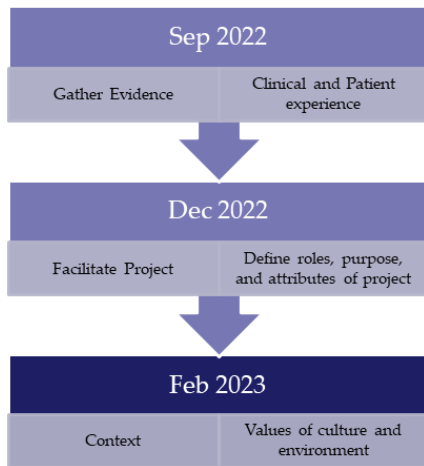 Sep 2022
Gather Evidence
Clinical and Patient
experience
Dec 2022
Facilitate Project
Define roles, purpose,
and attributes of project
Feb 2023
Context
Values of culture and
environment